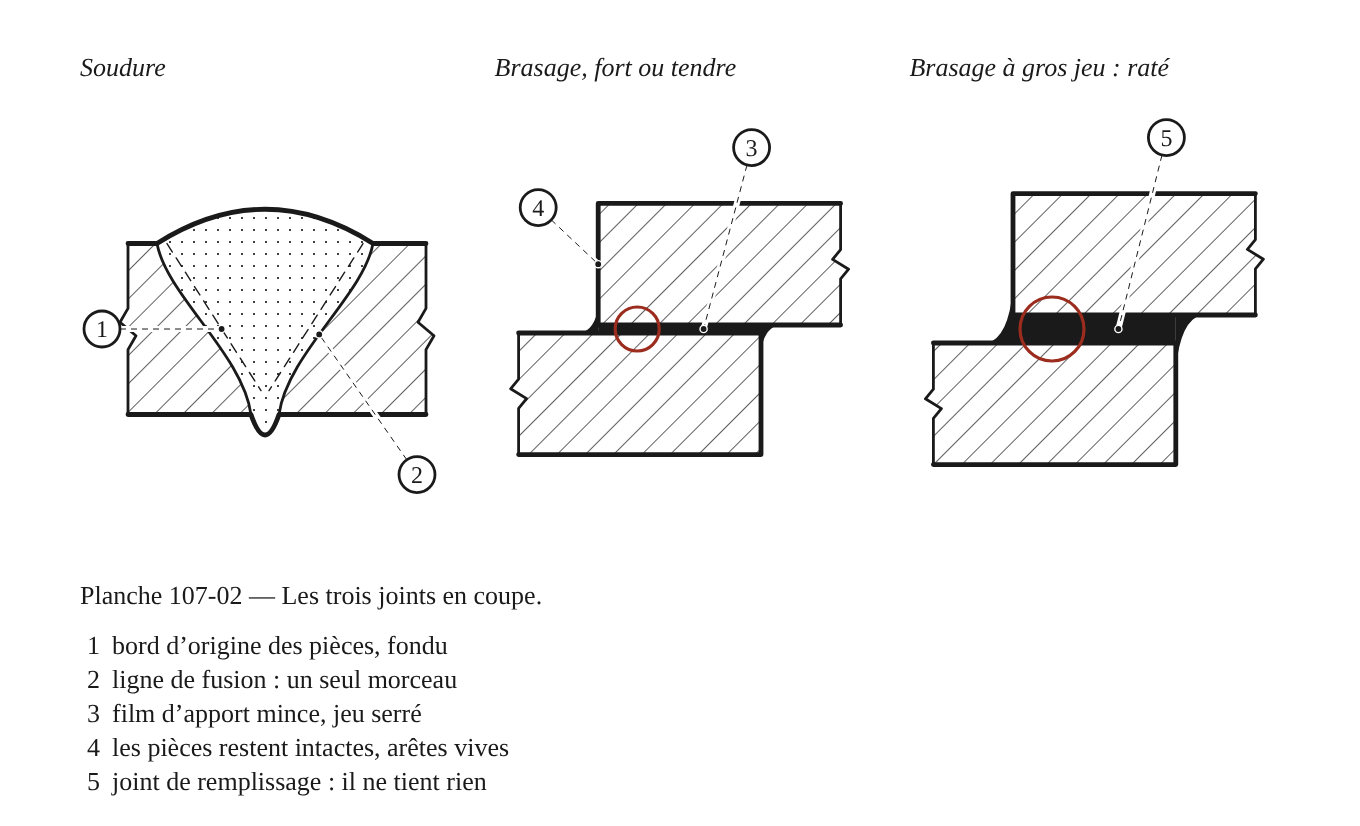 Soudure
Brasage, fort ou tendre
Brasage à gros jeu : raté
5
3
4
1
2
Planche 107-02 — Les trois joints en coupe.
1 bord d’origine des pièces, fondu
2 ligne de fusion : un seul morceau
3 film d’apport mince, jeu serré
4 les pièces restent intactes, arêtes vives
5 joint de remplissage : il ne tient rien